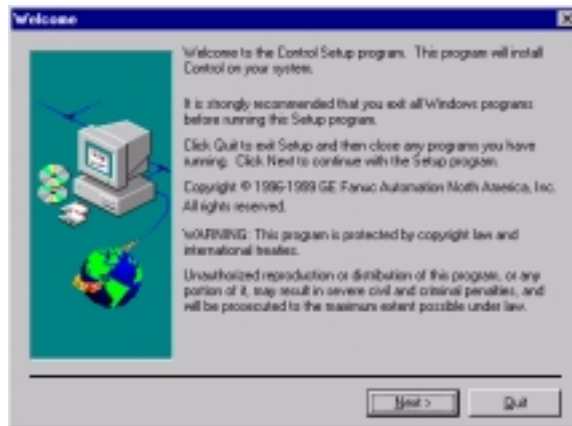 Welcome
Welcome to the Control Setup program. This program will install
Control on your system.
It is strongly recommended that you exit all Windows programs
before running this Setup program.
Click Quit to exit Setup and then close any programs you have
running. Click Next to continue with the Setup program.
Copyright © 1996-1999 GE Fanuc Automation North America, Inc.
All rights reserved.
WARNING: This program is protected by copyright law and
international treaties.
Unauthorized reproduction or distribution of this program, or any
portion of it, may result in severe civil and criminal penalties, and
will be prosecuted to the maximum extent possible under law.
Next >
Quit